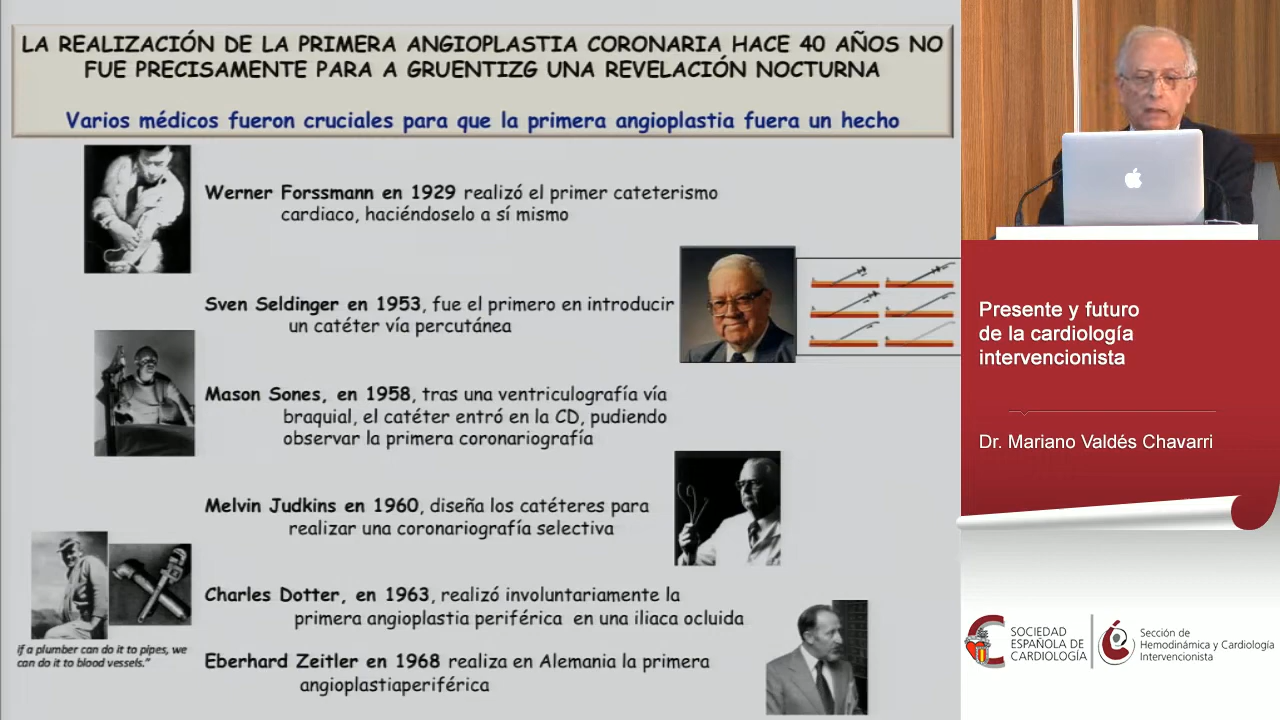 LA REALIZACIÓN DE LA PRIMERA ANGIOPLASTIA CORONARIA HACE 40 AÑOS NO
FUE PRECISAMENTE PARA A GRUENTIZG UNA REVELACIÓN NOCTURNA
Varios médicos fueron cruciales para que la primera angioplastia fuera un hecho
Werner Forssmann en 1929 realizó el primer cateterismo
cardiaco, haciéndoselo a sí mismo
Sven Seldinger en 1953, fue el primero en introducir
un catéter vía percutánea
Mason Sones, en 1958, tras una ventriculografía vía
braquial, el catéter entró en la CD, pudiendo
observar la primera coronariografía
Melvin Judkins en 1960, diseña los catéteres para
realizar una coronariografía selectiva
Charles Dotter, en 1963, realizó involuntariamente la
primera angioplastia periférica en una iliaca ocluida
if a plumber can do it to pipes, we
can do it to blood vessels."
Eberhard Zeitler en 1968 realiza en Alemania la primera
angioplastiaperiférica
Presente y futuro
de la cardiología
intervencionista
Dr. Mariano Valdés Chavarri
SOCIEDAD
ESPAÑOLA DE
CARDIOLOGÍA
Sección de
Hemodinámica y Cardiología
Intervencionista